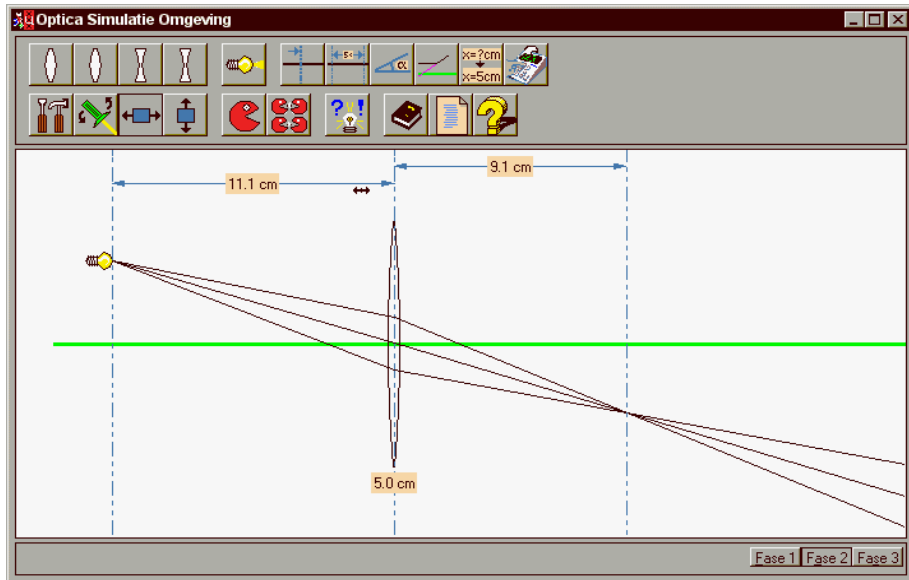 Optica Simulatie Omgeving
5<
α
x=?cm
x=5cm
?!
11.1 cm
9.1 cm
5.0 cm
Fase 1 Fase 2 Fase 3